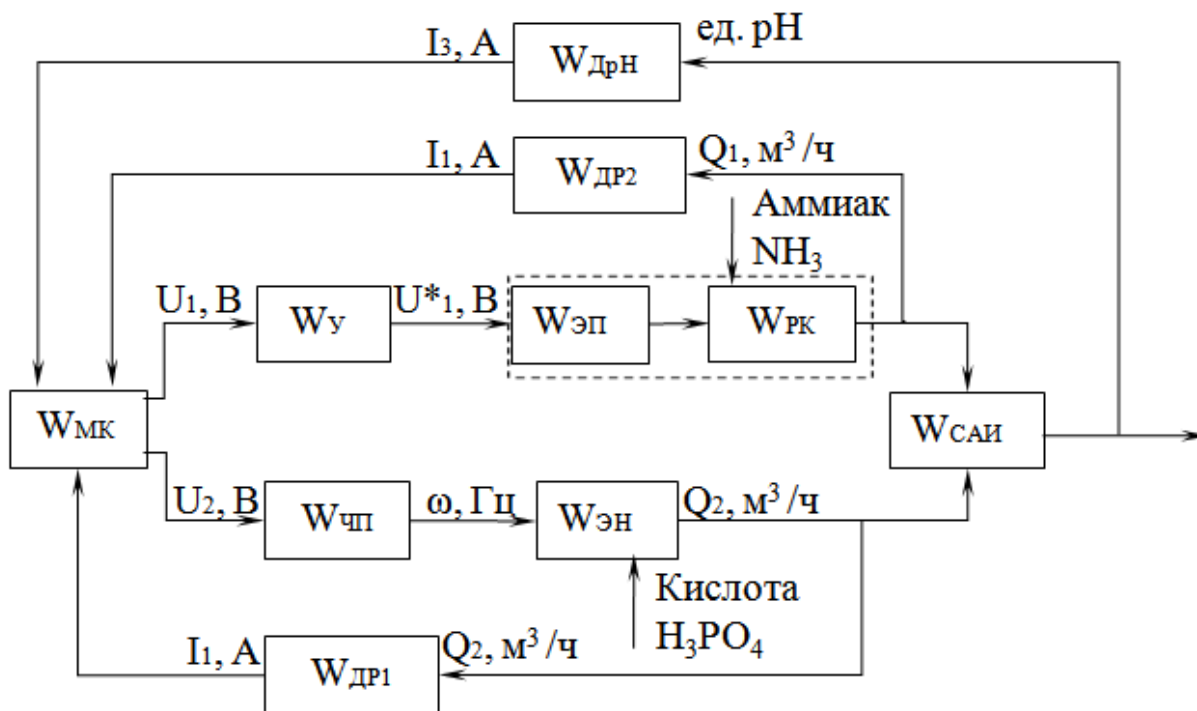 I₃, А
W_ДрН
ед. рН
I₁, А
W_ДР2
Q₁, м³/ч
Аммиак
NH₃
U₁, В
W_У
U*₁, В
W_ЭП
W_РК
W_МК
W_САИ
U₂, В
W_ЧП
ω, Гц
W_ЭН
Q₂, м³/ч
Кислота
H₃PO₄
I₁, А
W_ДР1
Q₂, м³/ч